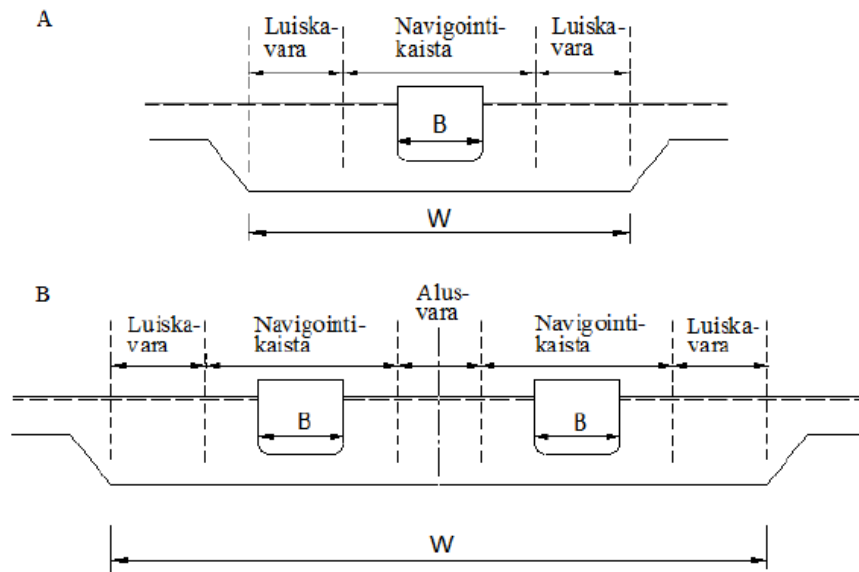 A
Luiska-
vara
Navigointi-
kaista
Luiska-
vara
B
W
B
Luiska-
vara
Navigointi-
kaista
Alus-
vara
Navigointi-
kaista
Luiska-
vara
B
B
W